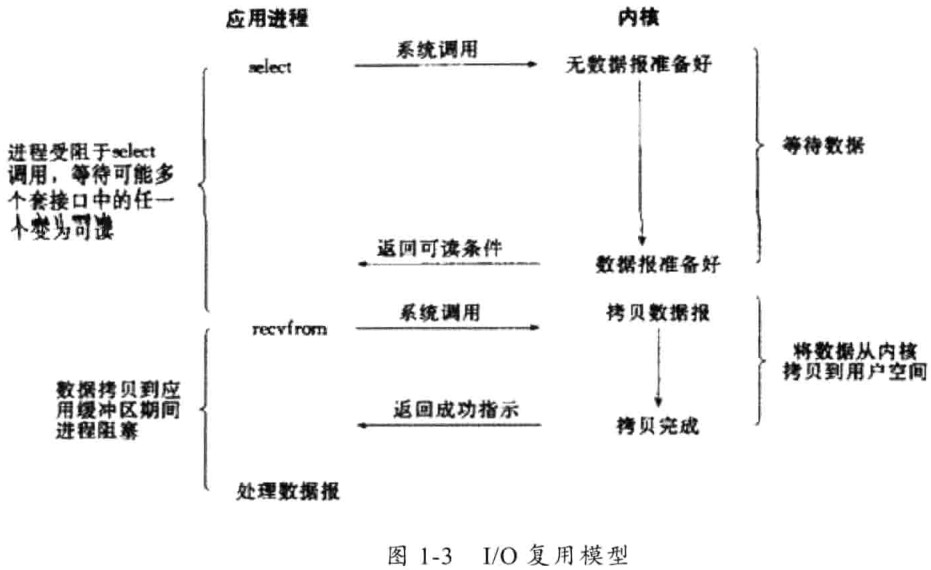 应用进程
内核
select
系统调用
无数据报准备好
进程受阻于select
调用，等待可能多
个套接口中的任一
个变为可读
等待数据
返回可读条件
数据报准备好
recvfrom
系统调用
拷贝数据报
数据拷贝到应
用缓冲区期间
进程阻塞
将数据从内核
拷贝到用户空间
返回成功指示
拷贝完成
处理数据报
图 1-3 I/O 复用模型